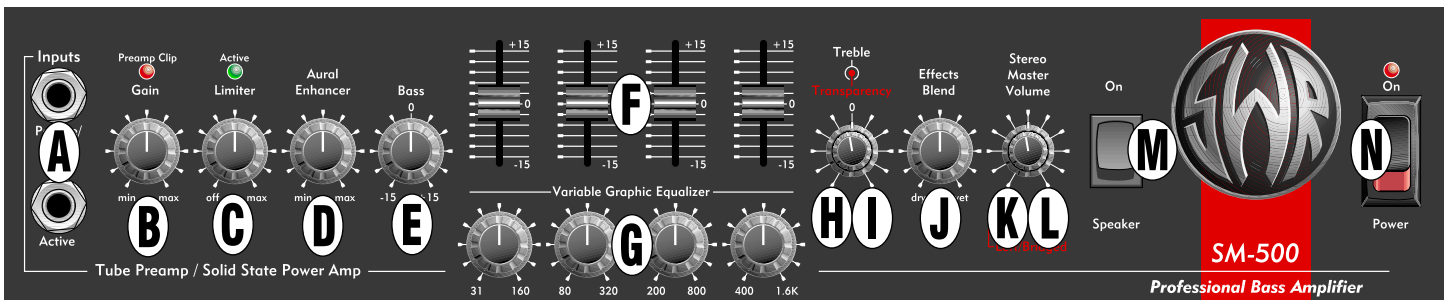 Inputs
A
Active
Preamp Clip
Gain
min max
B
Active
Limiter
off max
C
Aural
Enhancer
min max
D
Bass
0
-15 +15
E
+15 +15 +15
0 0 0
-15 -15 -15
F
Variable Graphic Equalizer
G
31 160 80 320 200 800 400 1.6K
Treble
Transparency
0
H I
Effects
Blend
J
Stereo
Master
Volume
K L
On
M
Speaker
SWR
On
N
Power
Tube Preamp / Solid State Power Amp
SM-500
Professional Bass Amplifier